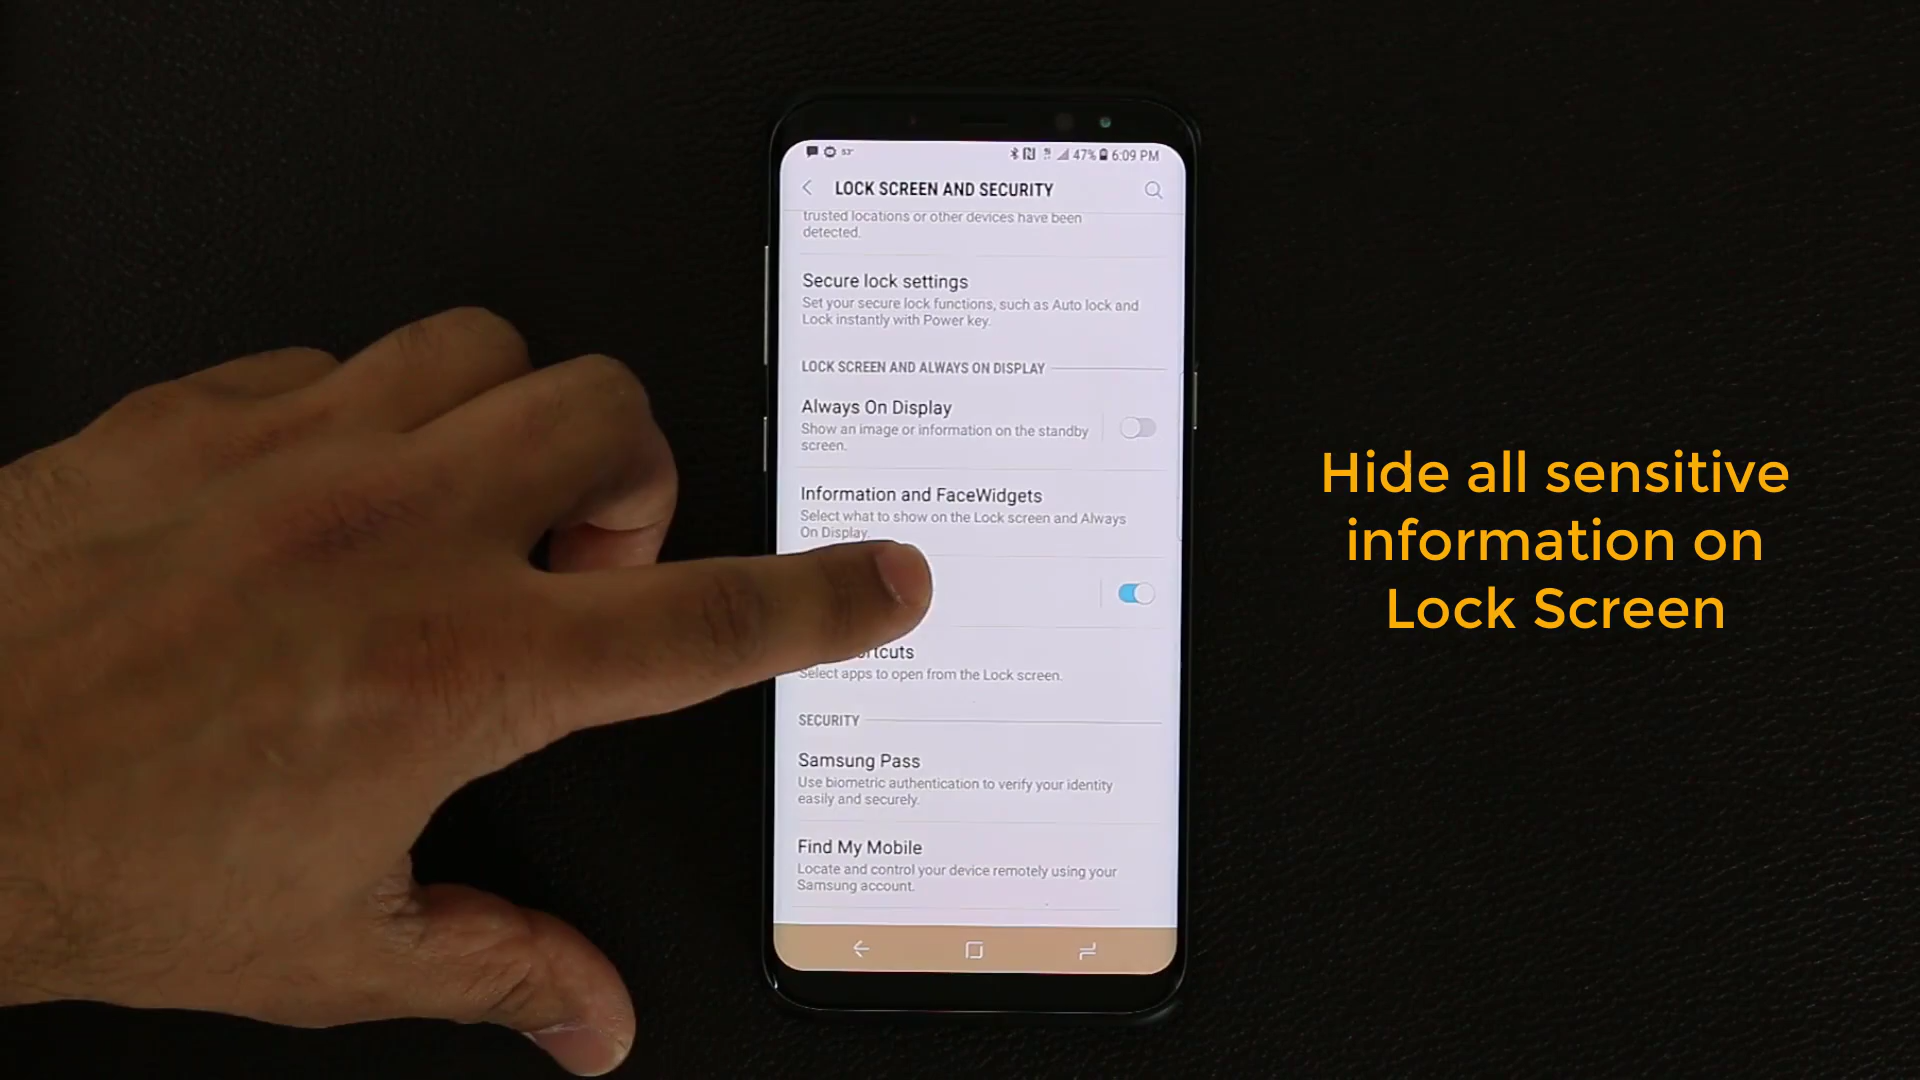 53°
47% 6:09 PM
LOCK SCREEN AND SECURITY
trusted locations or other devices have been
detected.
Secure lock settings
Set your secure lock functions, such as Auto lock and
Lock instantly with Power key.
LOCK SCREEN AND ALWAYS ON DISPLAY
Always On Display
Show an image or information on the standby
screen.
Information and FaceWidgets
Select what to show on the Lock screen and Always
On Display.
Select apps to open from the Lock screen.
SECURITY
Samsung Pass
Use biometric authentication to verify your identity
easily and securely.
Find My Mobile
Locate and control your device remotely using your
Samsung account.
Hide all sensitive
information on
Lock Screen